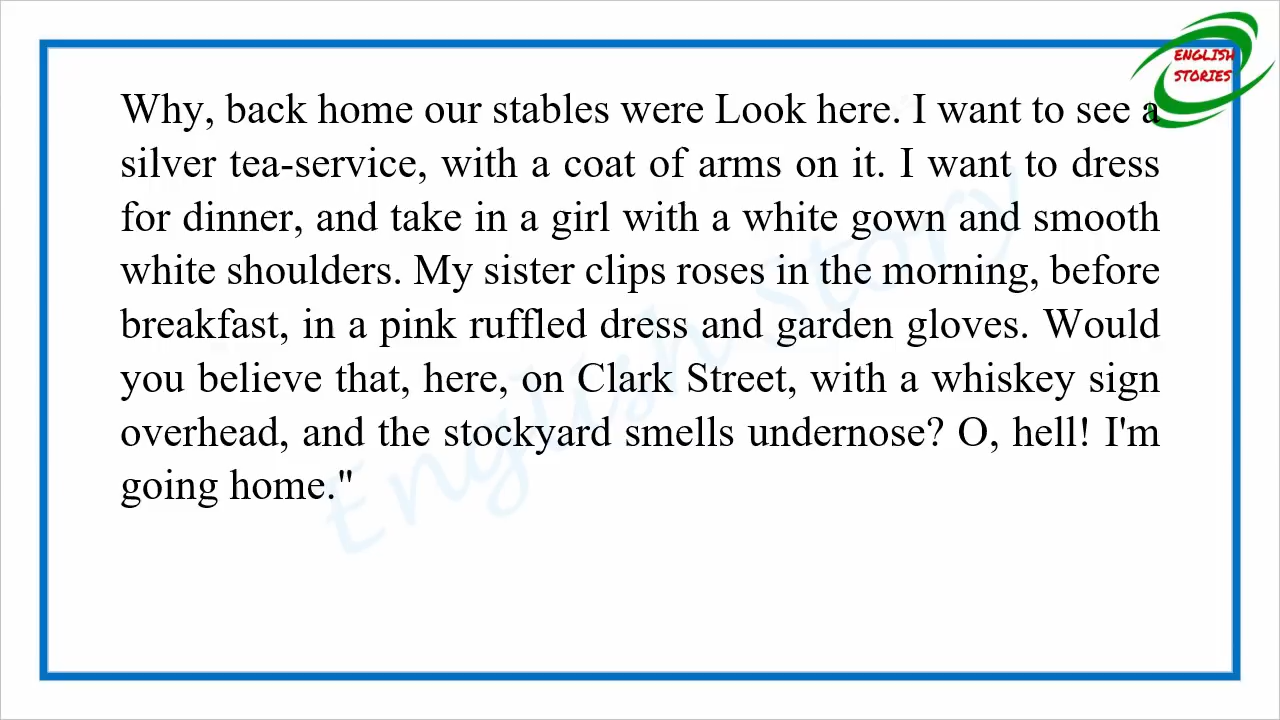 ENGLISH
STORIES
Why, back home our stables were Look here. I want to see a
silver tea-service, with a coat of arms on it. I want to dress
for dinner, and take in a girl with a white gown and smooth
white shoulders. My sister clips roses in the morning, before
breakfast, in a pink ruffled dress and garden gloves. Would
you believe that, here, on Clark Street, with a whiskey sign
overhead, and the stockyard smells undernose? O, hell! I'm
going home."
English Story